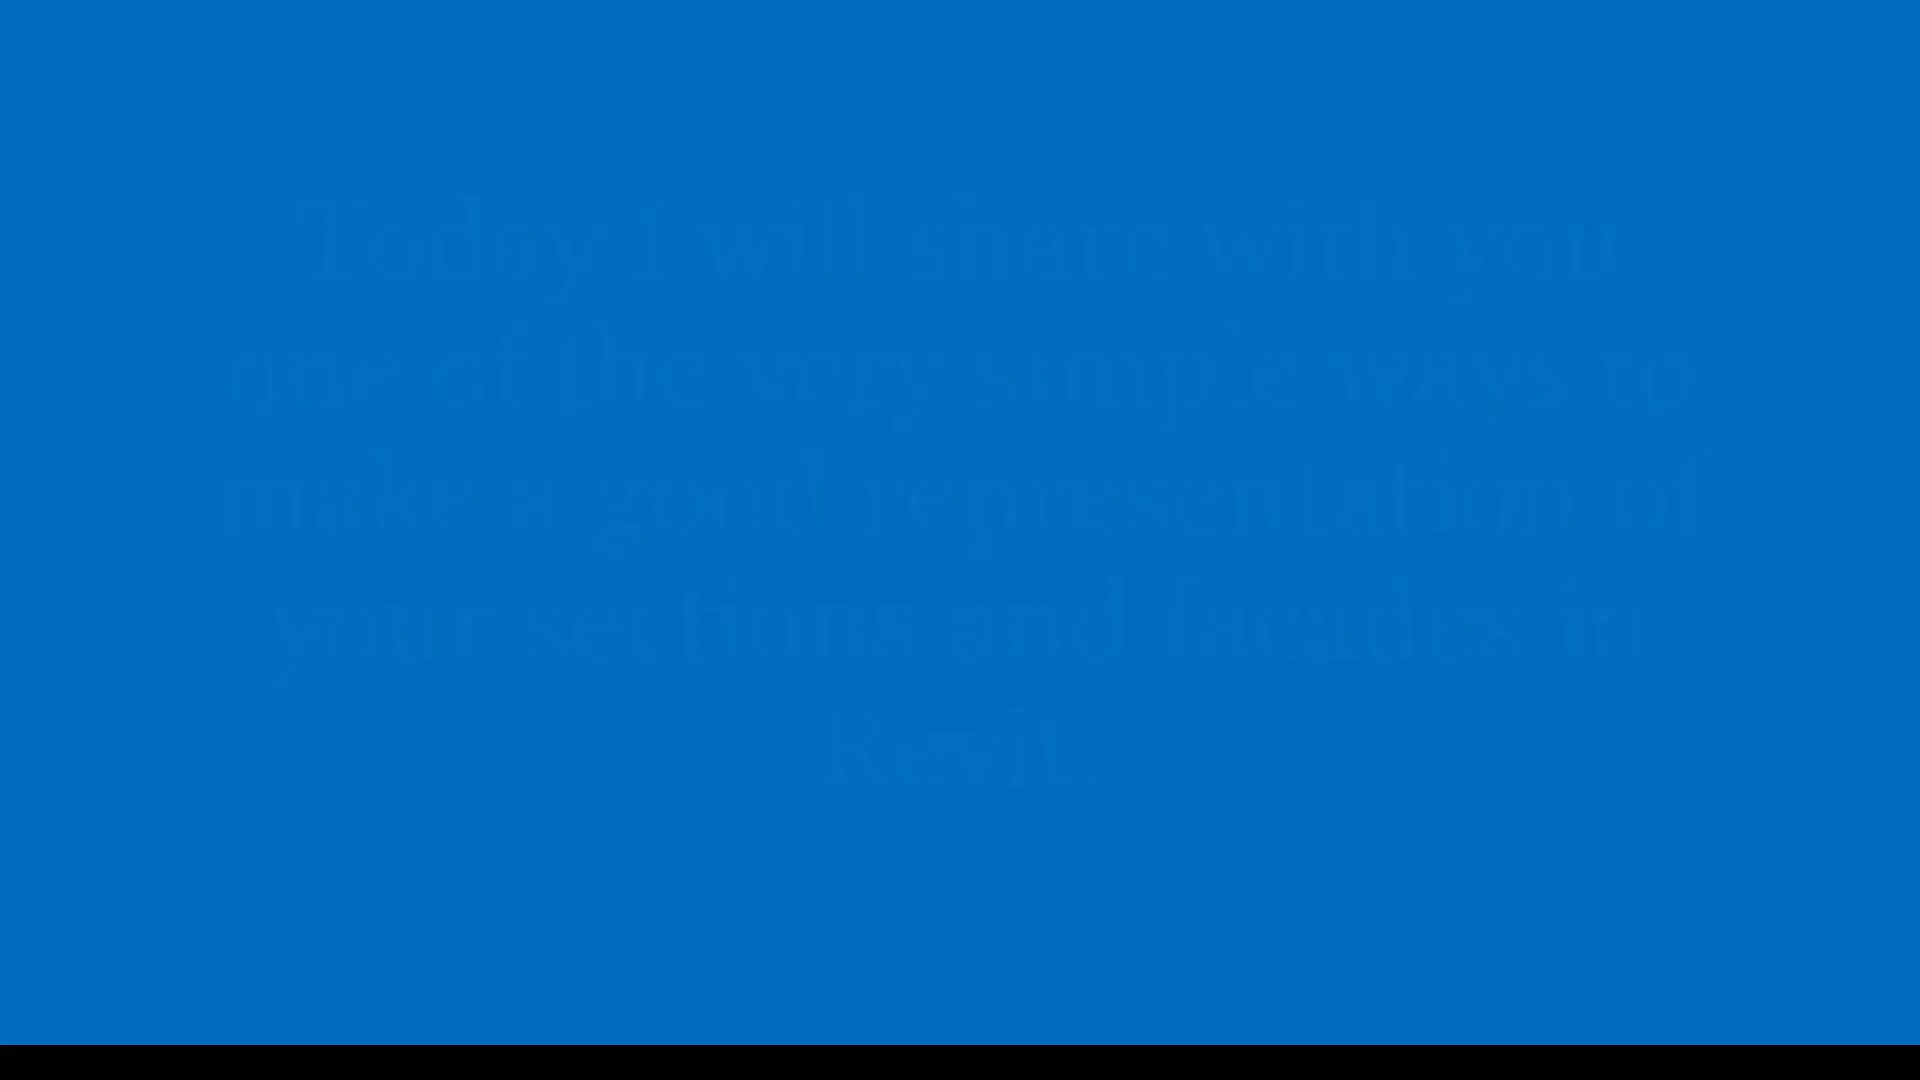 Today I will share with you
one of the very simple ways to
make a good representation of
your sections and facades in
Revit.